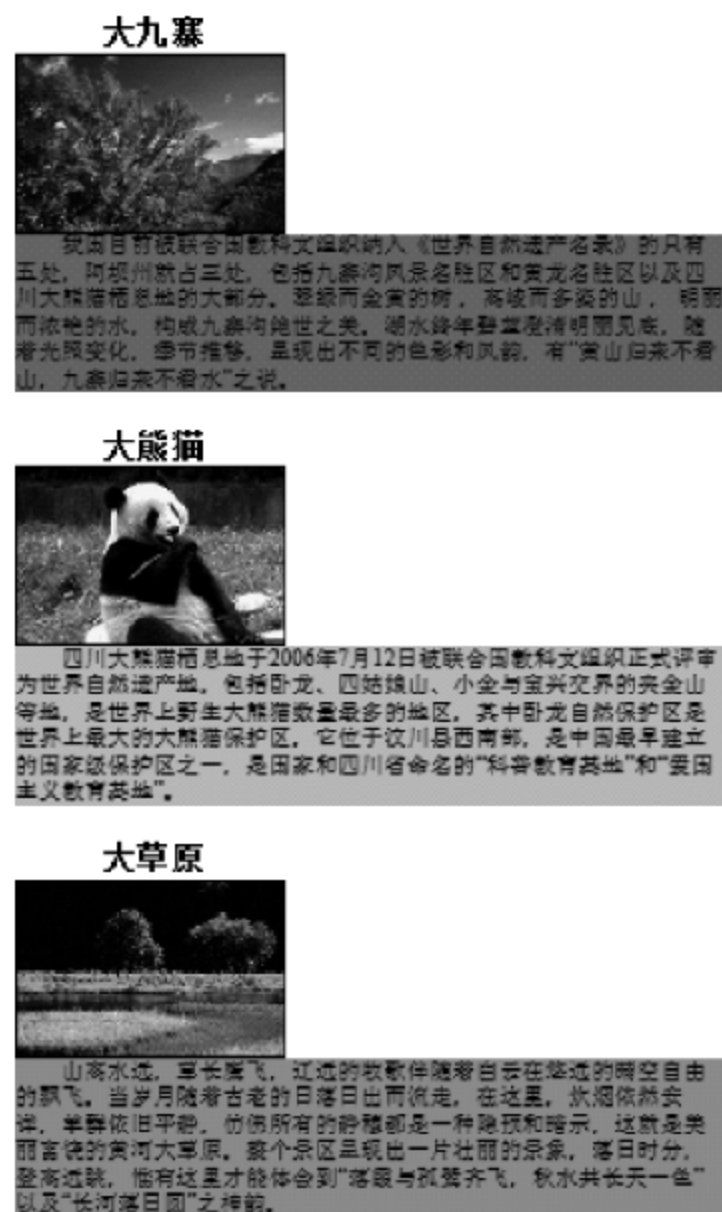 大九寨
我国目前被联合国教科文组织纳入《世界自然遗产名录》的只有
五处，阿坝州就占三处，包括九寨沟风景名胜区和黄龙名胜区以及四
川大熊猫栖息地的大部分。翠绿而金黄的树，高峻而多姿的山，明丽
而浓艳的水，构成九寨沟绝世之美。湖水终年碧蓝澄清明丽见底，随
着光照变化，季节推移，呈现出不同的色彩和风韵，有“黄山归来不看
山，九寨归来不看水”之说。
大熊猫
四川大熊猫栖息地于2006年7月12日被联合国教科文组织正式评审
为世界自然遗产地，包括卧龙、四姑娘山、小金与宝兴交界的夹金山
等地，是世界上野生大熊猫数量最多的地区，其中卧龙自然保护区是
世界上最大的大熊猫保护区，它位于汶川县西南部，是中国最早建立
的国家级保护区之一，是国家和四川省命名的“科普教育基地”和“爱国
主义教育基地”。
大草原
山高水远，草长鹰飞，辽远的牧歌伴随着白云在悠远的晴空自由
的飘飞。当岁月随着古老的日落日出而流走，在这里，炊烟依然安
详，羊群依旧平静，仿佛所有的静穆都是一种隐预和暗示，这就是美
丽富饶的黄河大草原。整个景区呈现出一片壮丽的景象，落日时分，
登高远眺，惟有这里才能体会到“落霞与孤鹜齐飞，秋水共长天一色”
以及“长河落日圆”之神韵。